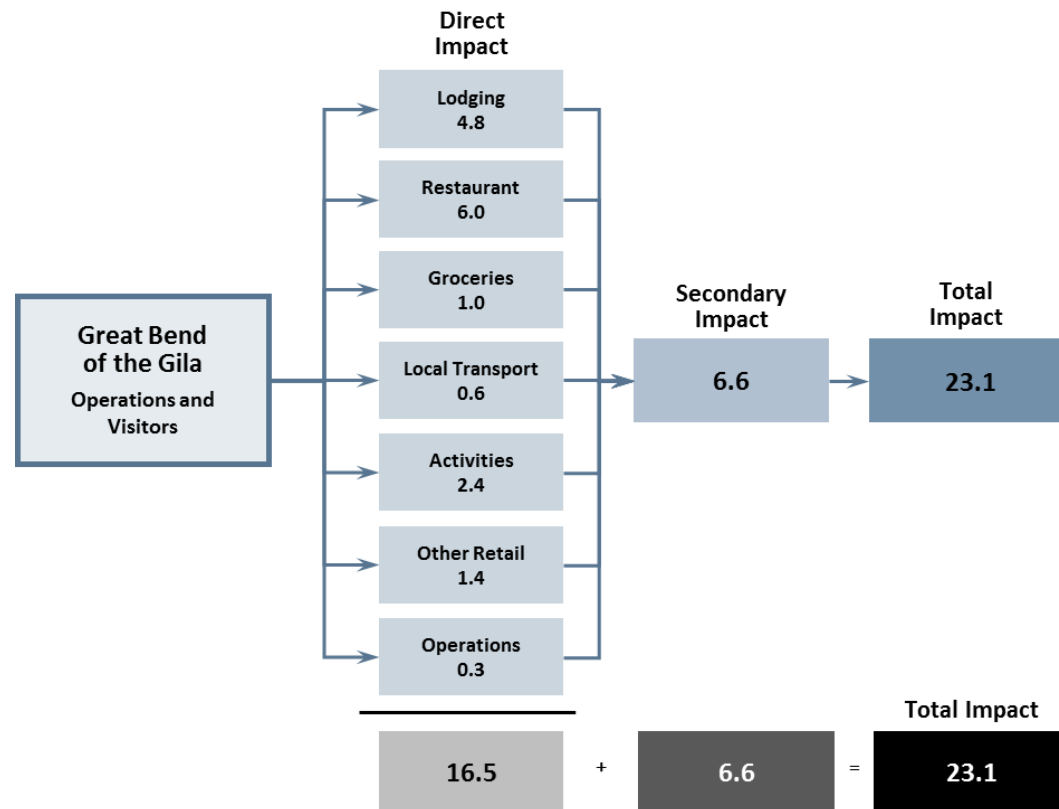 Direct
Impact
Lodging
4.8
Restaurant
6.0
Groceries
1.0
Local Transport
0.6
Activities
2.4
Other Retail
1.4
Operations
0.3
Great Bend
of the Gila
Operations and
Visitors
Secondary
Impact
6.6
Total
Impact
23.1
Total Impact
16.5 + 6.6 = 23.1